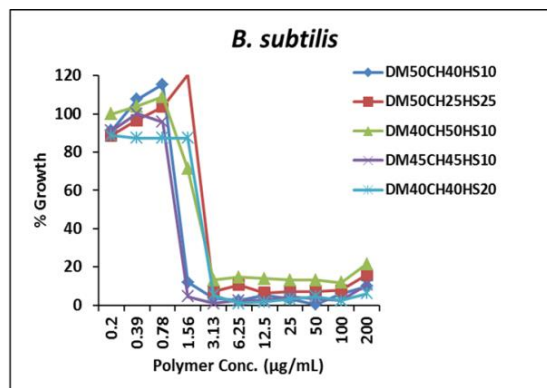 B. subtilis
120
100
80
60
40
20
0
% Growth
0.2
0.39
0.78
1.56
3.13
6.25
12.5
25
50
100
200
Polymer Conc. (µg/mL)
DM50CH40HS10
DM50CH25HS25
DM40CH50HS10
DM45CH45HS10
DM40CH40HS20